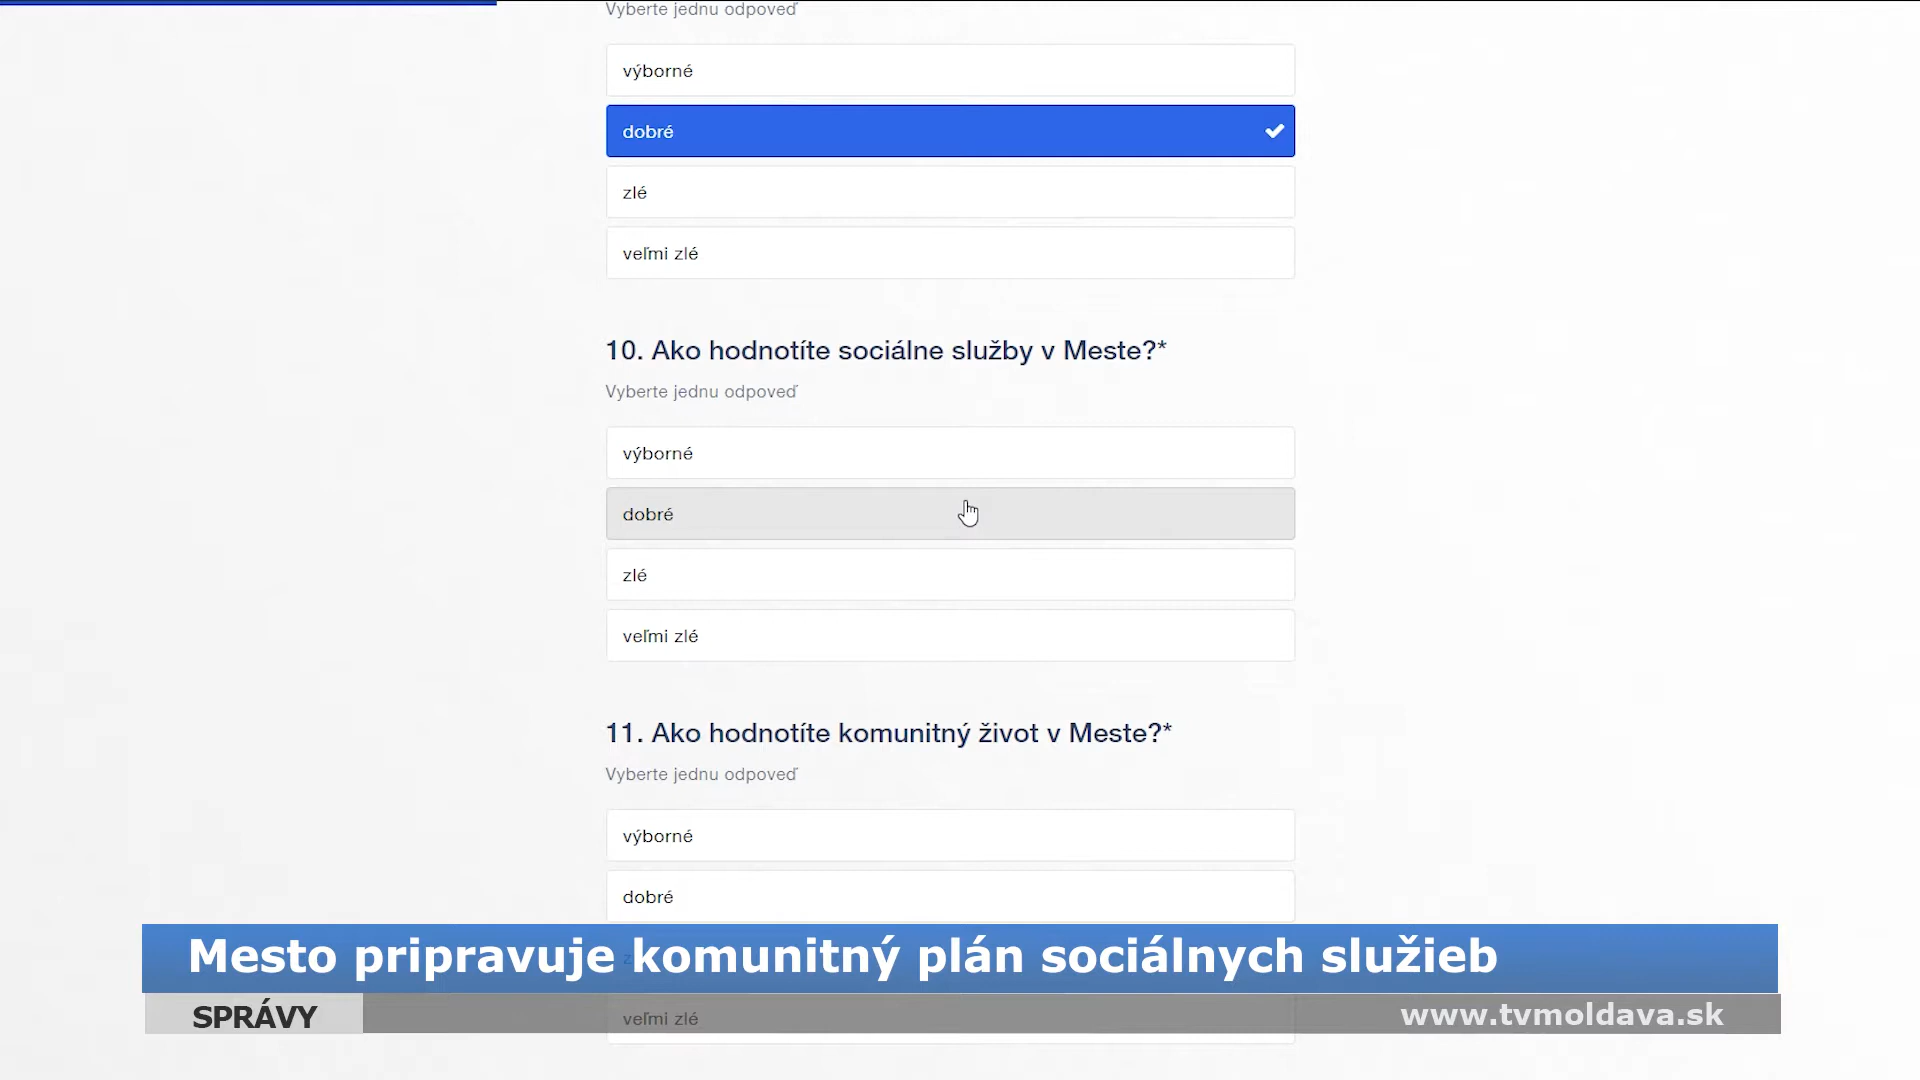 Vyberte jednu odpoveď
výborné
dobré
zlé
veľmi zlé
10. Ako hodnotíte sociálne služby v Meste?*
Vyberte jednu odpoveď
výborné
dobré
zlé
veľmi zlé
11. Ako hodnotíte komunitný život v Meste?*
Vyberte jednu odpoveď
výborné
dobré
Mesto pripravuje komunitný plán sociálnych služieb
SPRÁVY
veľmi zlé
www.tvmoldava.sk